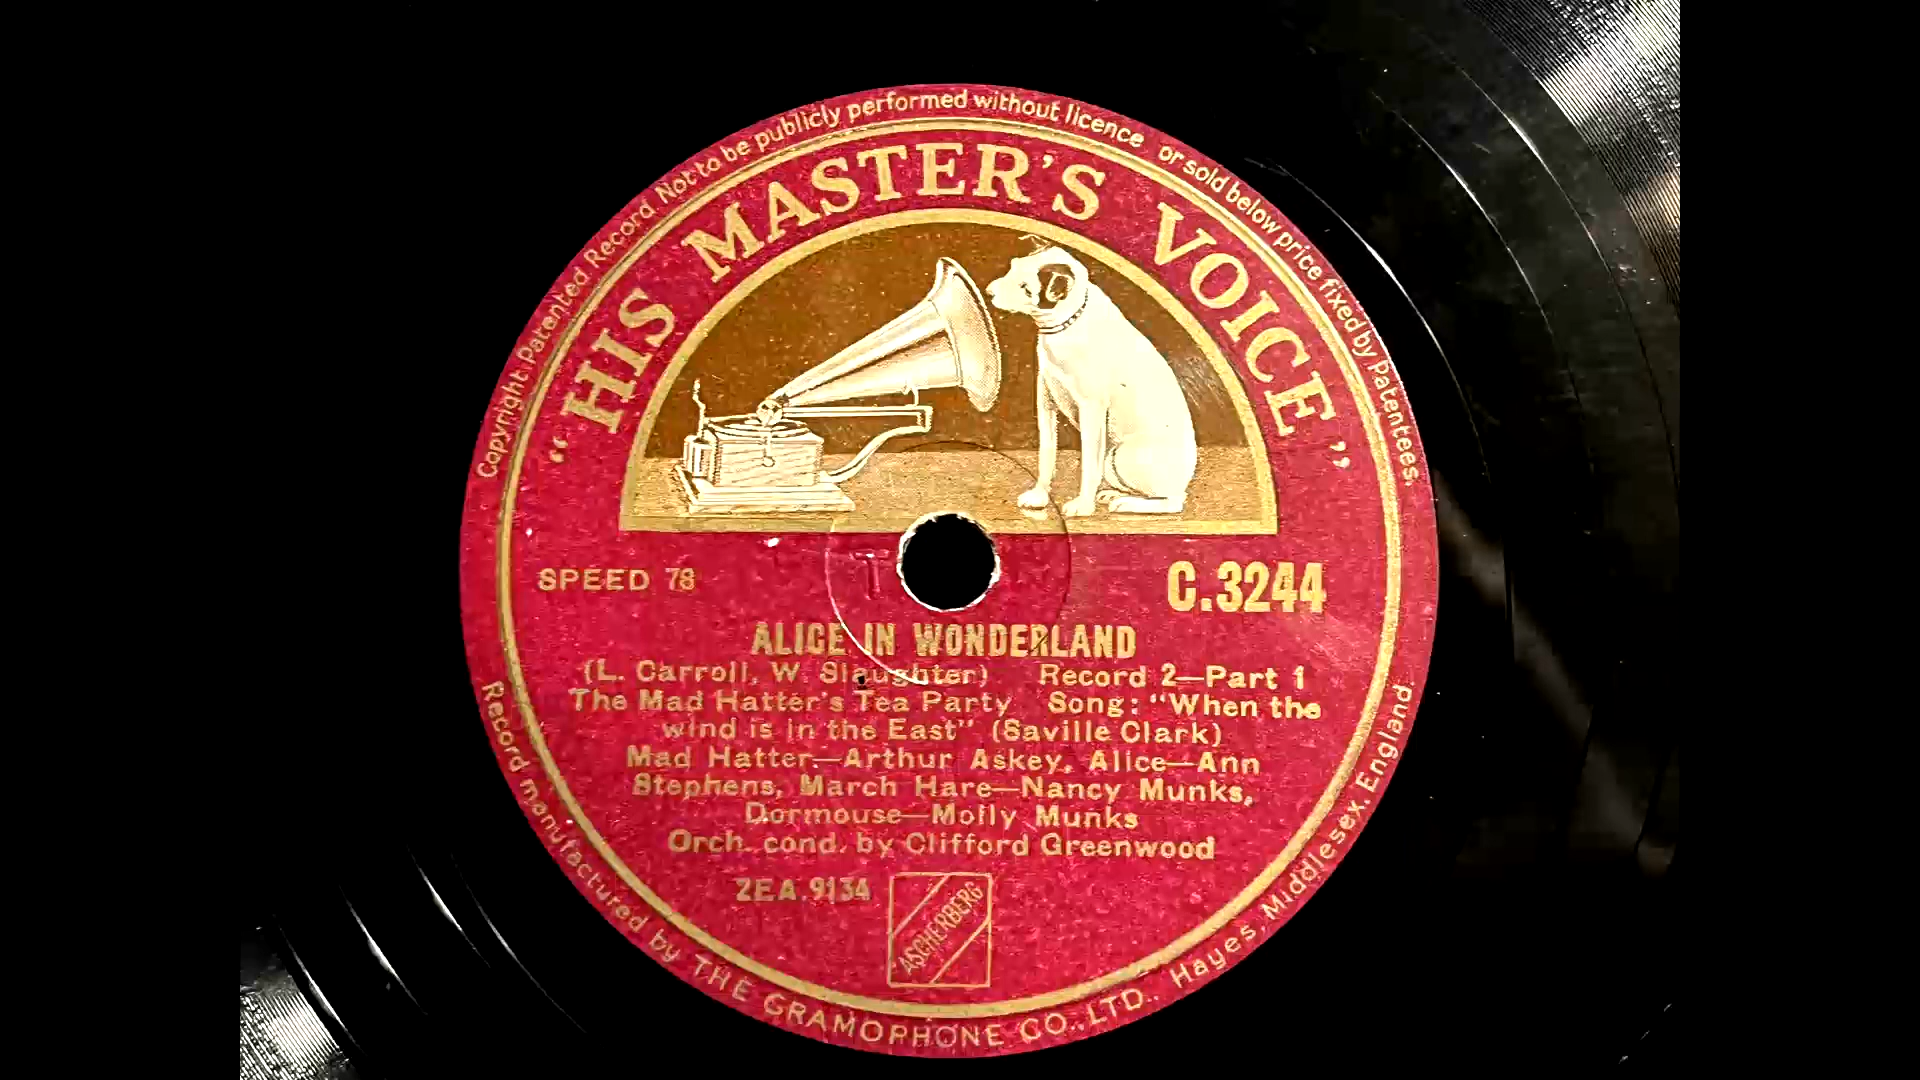 Copyright Patented Record Not to be publicly performed without licence or sold below price fixed by Patentees.
"HIS MASTER'S VOICE"
T
SPEED 78
C.3244
ALICE IN WONDERLAND
(L. Carroll, W. Slaughter) Record 2—Part 1
The Mad Hatter's Tea Party Song: "When the
wind is in the East" (Saville Clark)
Mad Hatter—Arthur Askey, Alice—Ann
Stephens, March Hare—Nancy Munks,
Dormouse—Molly Munks
Orch. cond. by Clifford Greenwood
ZEA.9134
ASCHERBERG
Record manufactured by THE GRAMOPHONE CO., LTD., Hayes, Middlesex, England